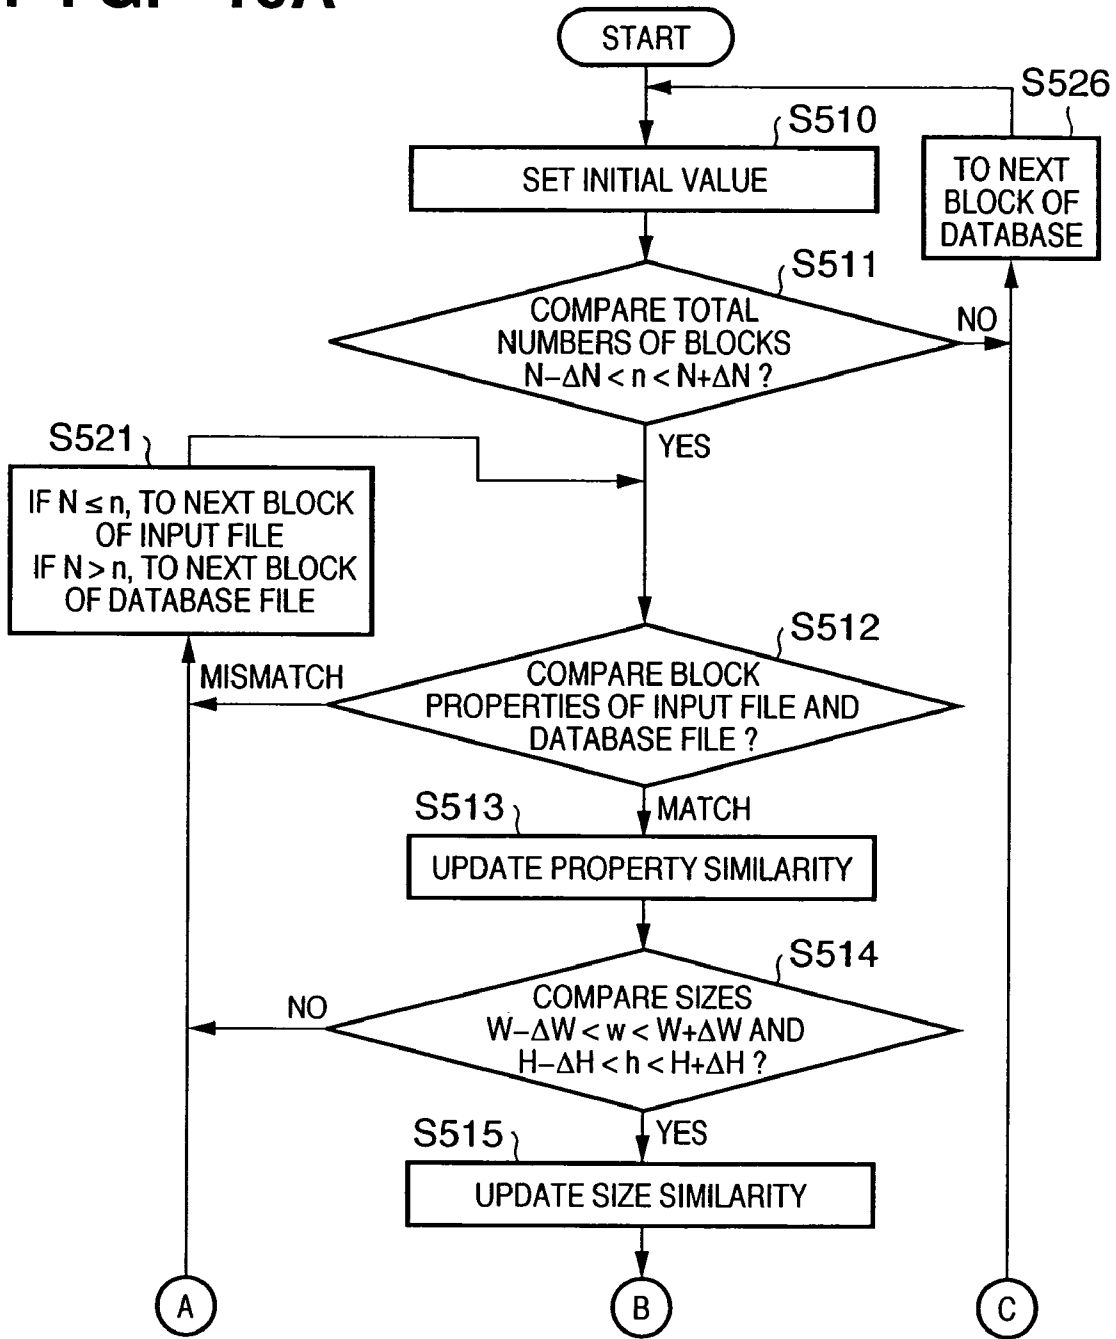 START
S526
S510
SET INITIAL VALUE
TO NEXT
BLOCK OF
DATABASE
S511
COMPARE TOTAL
NUMBERS OF BLOCKS
N−ΔN < n < N+ΔN ?
NO
YES
S521
IF N ≤ n, TO NEXT BLOCK
OF INPUT FILE
IF N > n, TO NEXT BLOCK
OF DATABASE FILE
S512
COMPARE BLOCK
PROPERTIES OF INPUT FILE AND
DATABASE FILE ?
MISMATCH
MATCH
S513
UPDATE PROPERTY SIMILARITY
S514
COMPARE SIZES
W−ΔW < w < W+ΔW AND
H−ΔH < h < H+ΔH ?
NO
YES
S515
UPDATE SIZE SIMILARITY
A
B
C